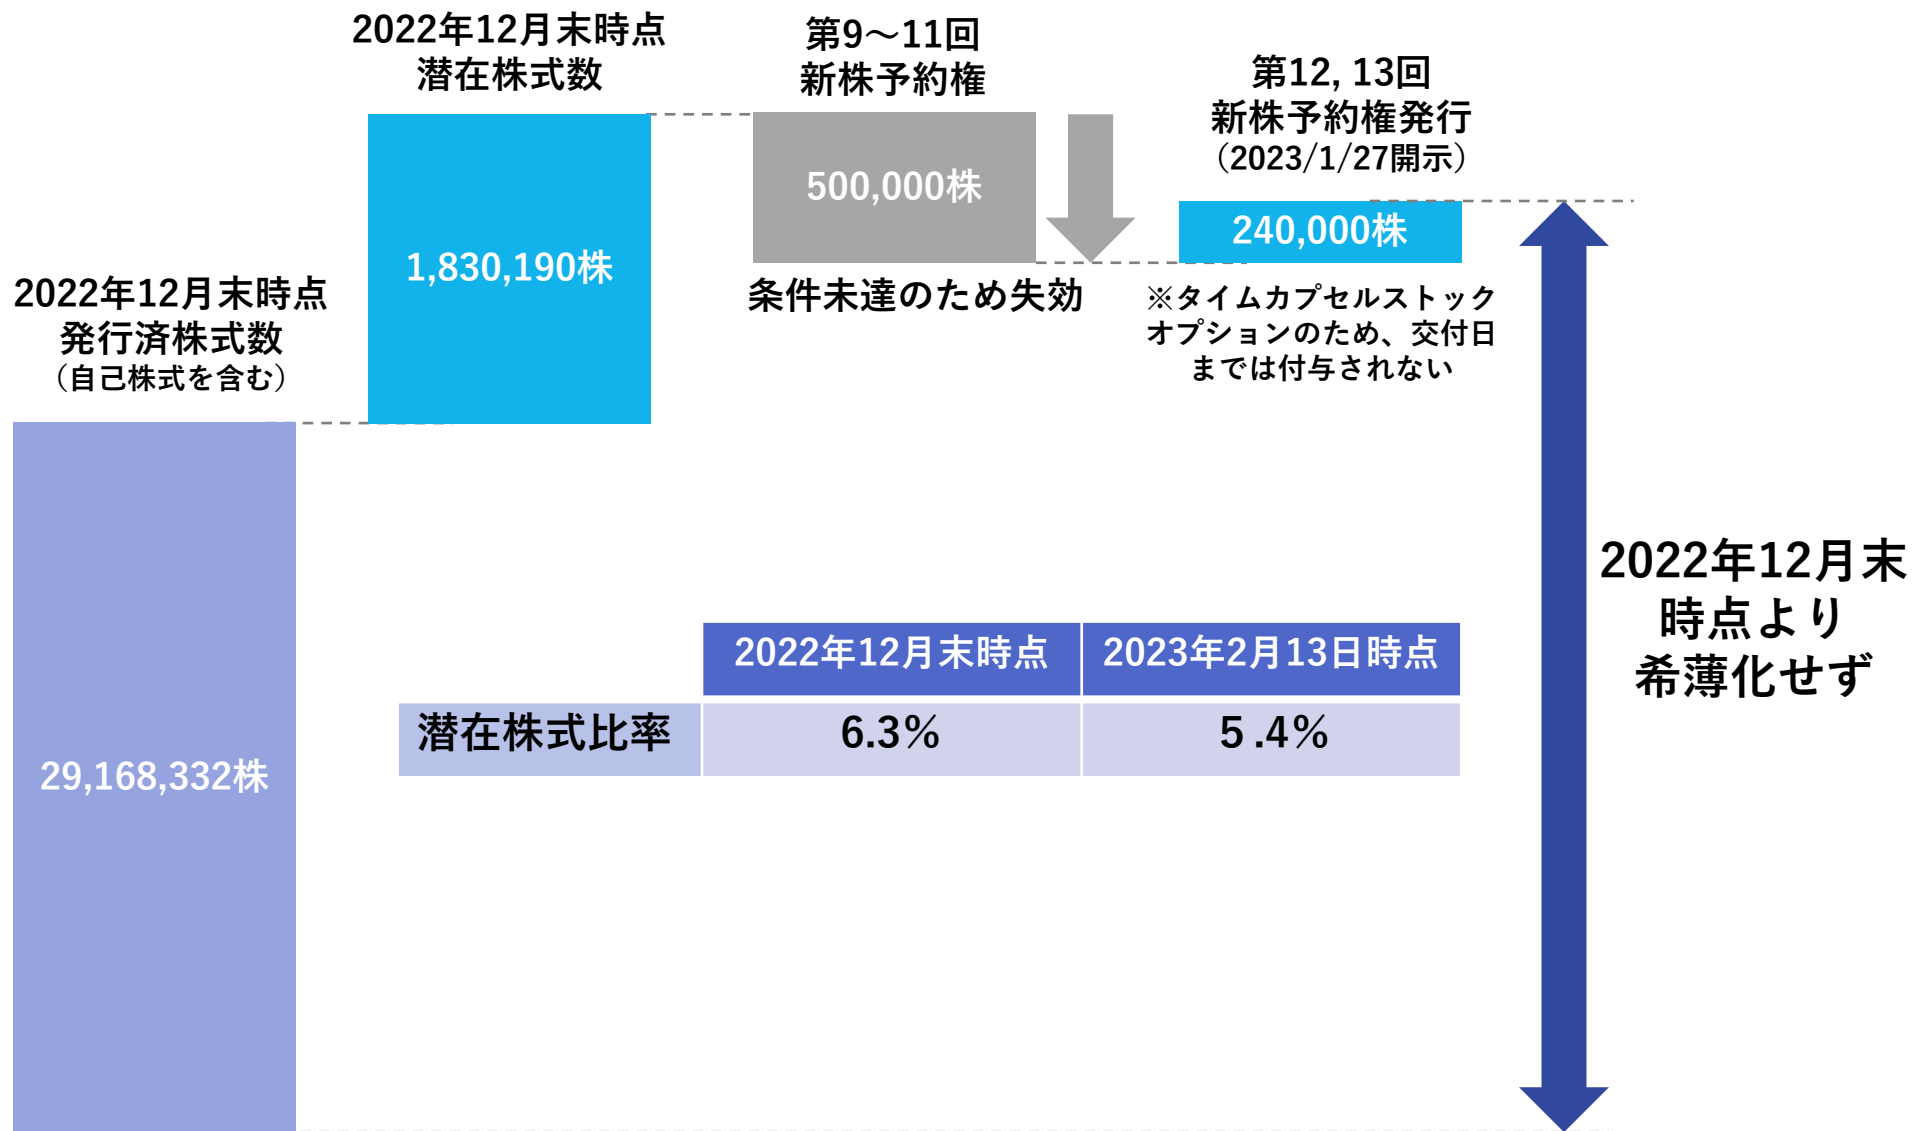 2022年12月末時点
発行済株式数
（自己株式を含む）
29,168,332株
2022年12月末時点
潜在株式数
1,830,190株
第9～11回
新株予約権
500,000株
条件未達のため失効
第12, 13回
新株予約権発行
（2023/1/27開示）
240,000株
※タイムカプセルストック
オプションのため、交付日
までは付与されない
2022年12月末
時点より
希薄化せず
2022年12月末時点 2023年2月13日時点
潜在株式比率 6.3% 5 .4%